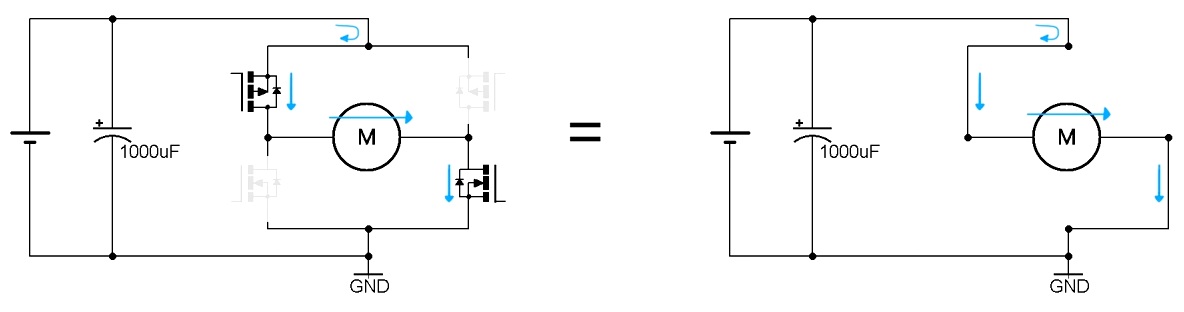 +
1000uF
M
GND
=
+
1000uF
M
GND